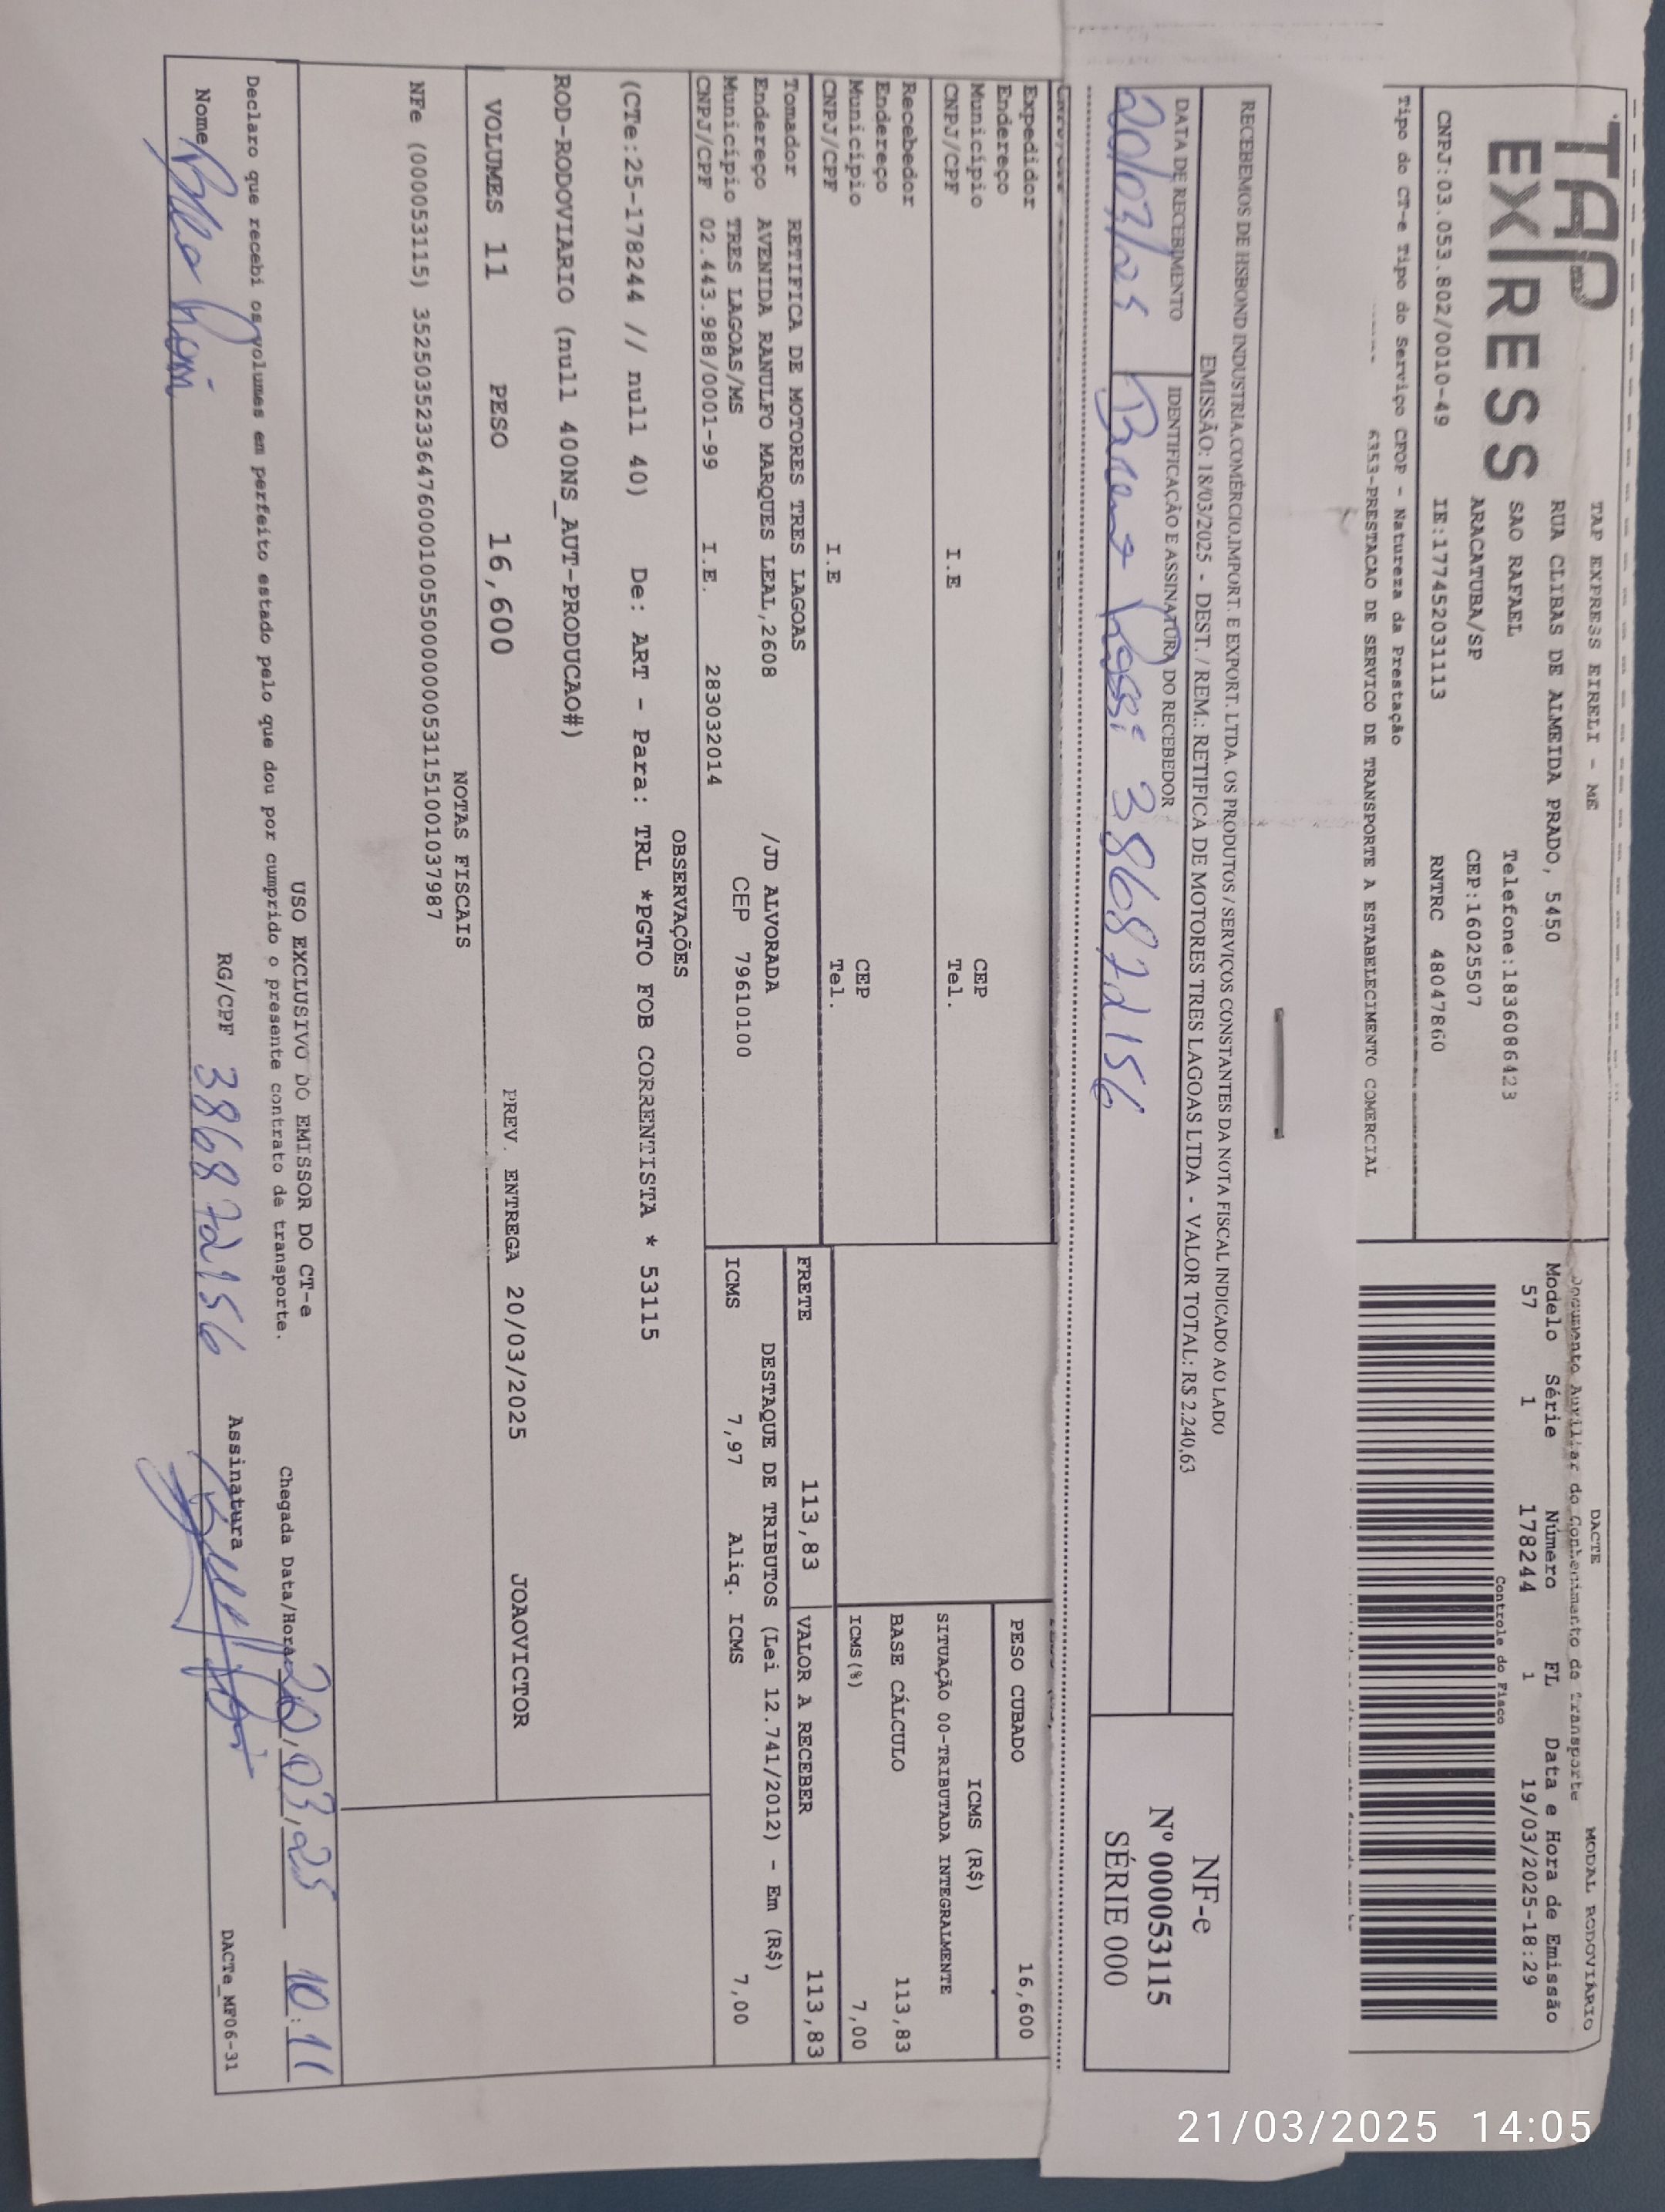 TAP
EXPRESS
TAP EXPRESS EIRELI - ME
RUA CLIBAS DE ALMEIDA PRADO, 5450
SAO RAFAEL Telefone:1836086423
ARACATUBA/SP CEP:16025507
CNPJ:03.053.802/0010-49 IE:177452031113 RNTRC 48047860
Tipo do CT-e Tipo do Serviço CFOP - Natureza da Prestação
6353-PRESTACAO DE SERVICO DE TRANSPORTE A ESTABELECIMENTO COMERCIAL
DACTE MODAL RODOVIÁRIO
Documento Auxiliar do Conhecimento de Transporte
Modelo Série Número FL Data e Hora de Emissão
57 1 178244 1 19/03/2025-18:29
Controle do Fisco
RECEBEMOS DE HSBOND INDUSTRIA,COMÉRCIO,IMPORT. E EXPORT. LTDA. OS PRODUTOS / SERVIÇOS CONSTANTES DA NOTA FISCAL INDICADO AO LADO
EMISSÃO: 18/03/2025 - DEST. / REM.: RETIFICA DE MOTORES TRES LAGOAS LTDA - VALOR TOTAL: R$ 2.240,63
DATA DE RECEBIMENTO IDENTIFICAÇÃO E ASSINATURA DO RECEBEDOR
20/03/25 386872156
NF-e
Nº 000053115
SÉRIE 000
Expedidor
Endereço
Município CEP
CNPJ/CPF I.E Tel.
Recebedor
Endereço
Município CEP
CNPJ/CPF I.E Tel.
PESO CUBADO 16,600
ICMS (R$)
SITUAÇÃO 00-TRIBUTADA INTEGRALMENTE
BASE CÁLCULO 113,83
ICMS(%) 7,00
Tomador RETIFICA DE MOTORES TRES LAGOAS
Endereço AVENIDA RANULFO MARQUES LEAL,2608 /JD ALVORADA
Município TRES LAGOAS/MS CEP 79610100
CNPJ/CPF 02.443.988/0001-99 I.E. 283032014
FRETE 113,83 VALOR A RECEBER 113,83
DESTAQUE DE TRIBUTOS (Lei 12.741/2012) - Em (R$)
ICMS 7,97 Aliq. ICMS 7,00
OBSERVAÇÕES
(CTe:25-178244 // null 40) De: ART - Para: TRL *PGTO FOB CORRENTISTA * 53115
ROD-RODOVIARIO (null 400NS_AUT-PRODUCAO#)
VOLUMES 11 PESO 16,600 PREV. ENTREGA 20/03/2025 JOAOVICTOR
NOTAS FISCAIS
NFe (000053115) 35250352336476000100550000000531151001037987
USO EXCLUSIVO DO EMISSOR DO CT-e
Declaro que recebi os volumes em perfeito estado pelo que dou por cumprido o presente contrato de transporte.
Chegada Data/Hora 20/03/25 10:11
Nome RG/CPF 386872156 Assinatura
DACTe_MF06-31
21/03/2025 14:05